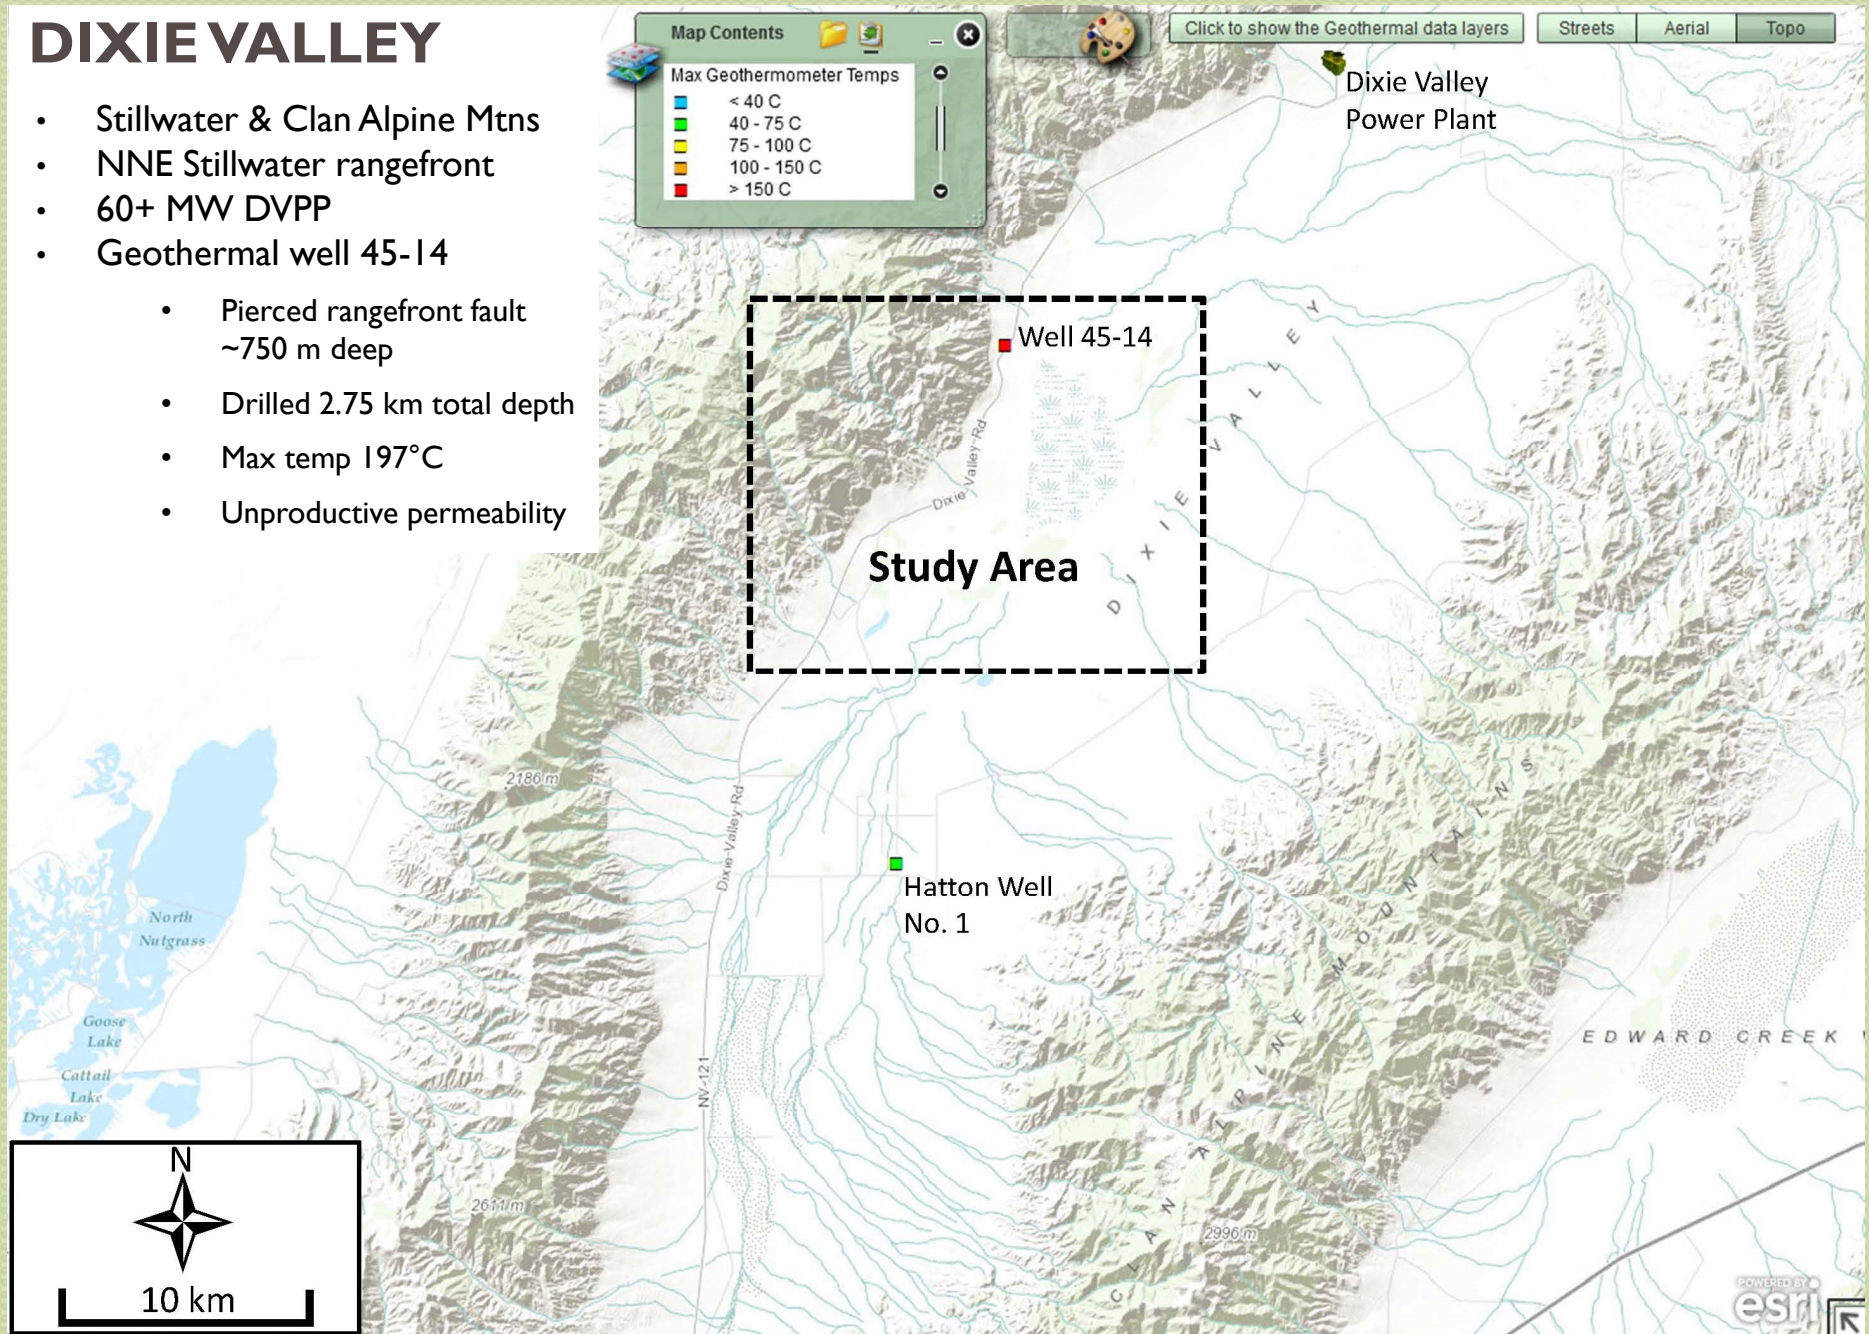 DIXIE VALLEY
• Stillwater & Clan Alpine Mtns
• NNE Stillwater rangefront
• 60+ MW DVPP
• Geothermal well 45-14
• Pierced rangefront fault
~750 m deep
• Drilled 2.75 km total depth
• Max temp 197°C
• Unproductive permeability
Map Contents
Max Geothermometer Temps
< 40 C
40 - 75 C
75 - 100 C
100 - 150 C
> 150 C
Click to show the Geothermal data layers
Streets
Aerial
Topo
Dixie Valley
Power Plant
Well 45-14
DIXIE VALLEY
Dixie Valley Rd
Study Area
2186 m
Dixie Valley Rd
Hatton Well
No. 1
North
Nutgrass
Goose
Lake
Cattail
Lake
Dry Lake
NV-121
CLAN ALPINE MOUNTAINS
EDWARD CREEK
2611 m
2996 m
N
10 km
POWERED BY
esri